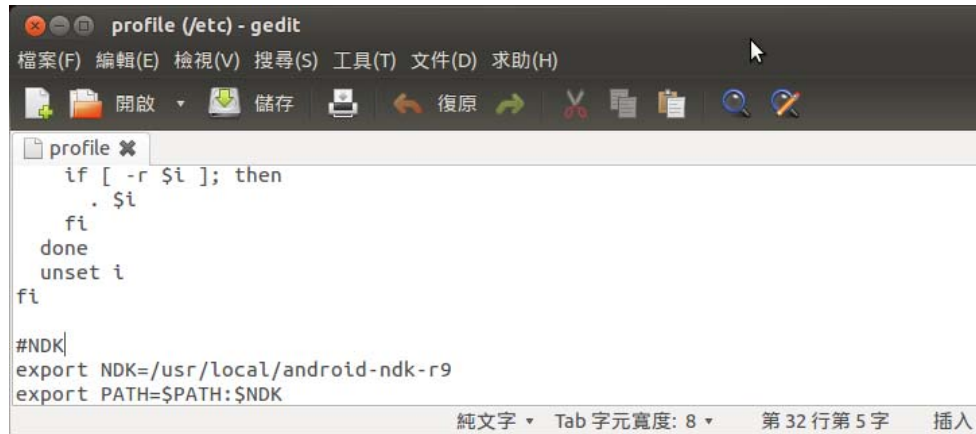 profile (/etc) - gedit
檔案(F) 編輯(E) 檢視(V) 搜尋(S) 工具(T) 文件(D) 求助(H)
開啟 儲存 復原
profile
if [ -r $i ]; then
. $i
fi
done
unset i
fi
#NDK
export NDK=/usr/local/android-ndk-r9
export PATH=$PATH:$NDK
純文字 Tab 字元寬度: 8 第 32 行第 5 字 插入